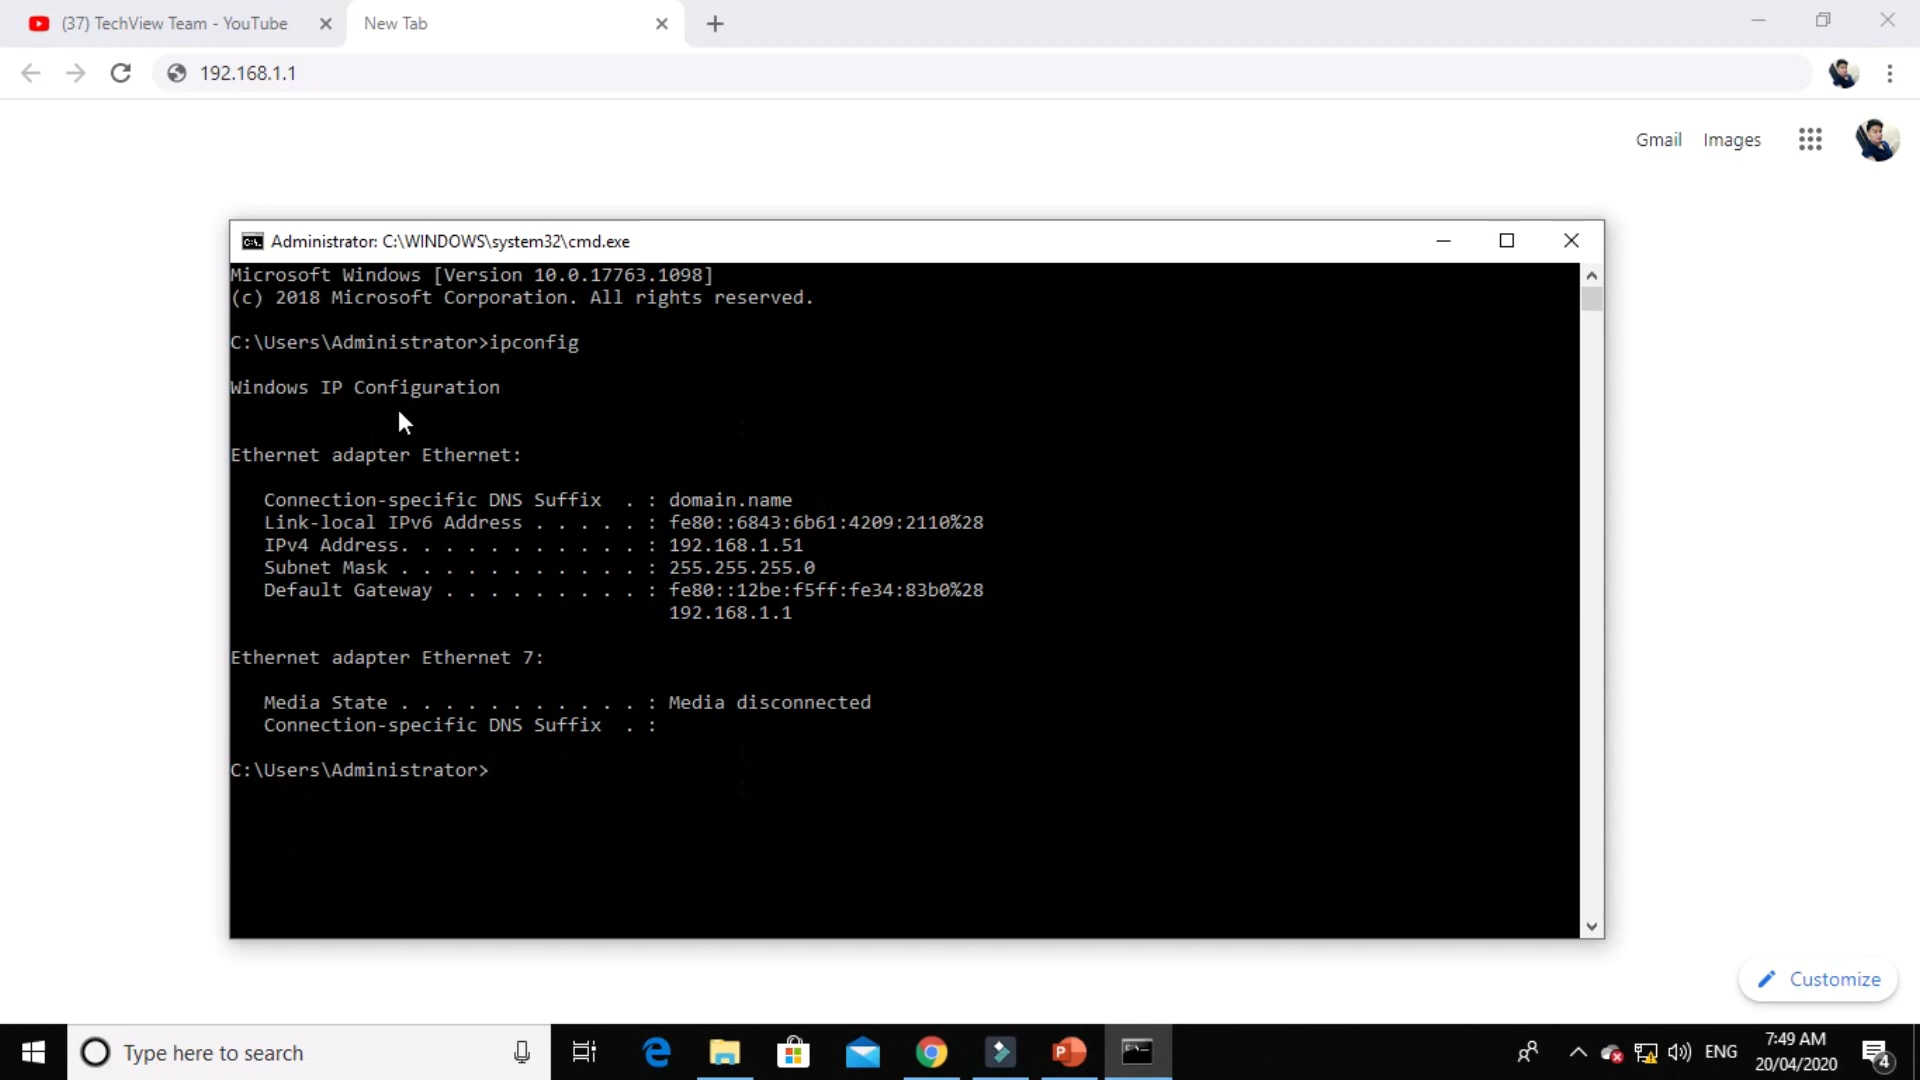 (37) TechView Team - YouTube
New Tab
192.168.1.1
Gmail Images
Administrator: C:\WINDOWS\system32\cmd.exe
Microsoft Windows [Version 10.0.17763.1098]
(c) 2018 Microsoft Corporation. All rights reserved.
C:\Users\Administrator>ipconfig
Windows IP Configuration
Ethernet adapter Ethernet:
Connection-specific DNS Suffix . : domain.name
Link-local IPv6 Address . . . . . : fe80::6843:6b61:4209:2110%28
IPv4 Address. . . . . . . . . . . : 192.168.1.51
Subnet Mask . . . . . . . . . . . : 255.255.255.0
Default Gateway . . . . . . . . . : fe80::12be:f5ff:fe34:83b0%28
192.168.1.1
Ethernet adapter Ethernet 7:
Media State . . . . . . . . . . . : Media disconnected
Connection-specific DNS Suffix . :
C:\Users\Administrator>
Customize
Type here to search
ENG
7:49 AM
20/04/2020
4